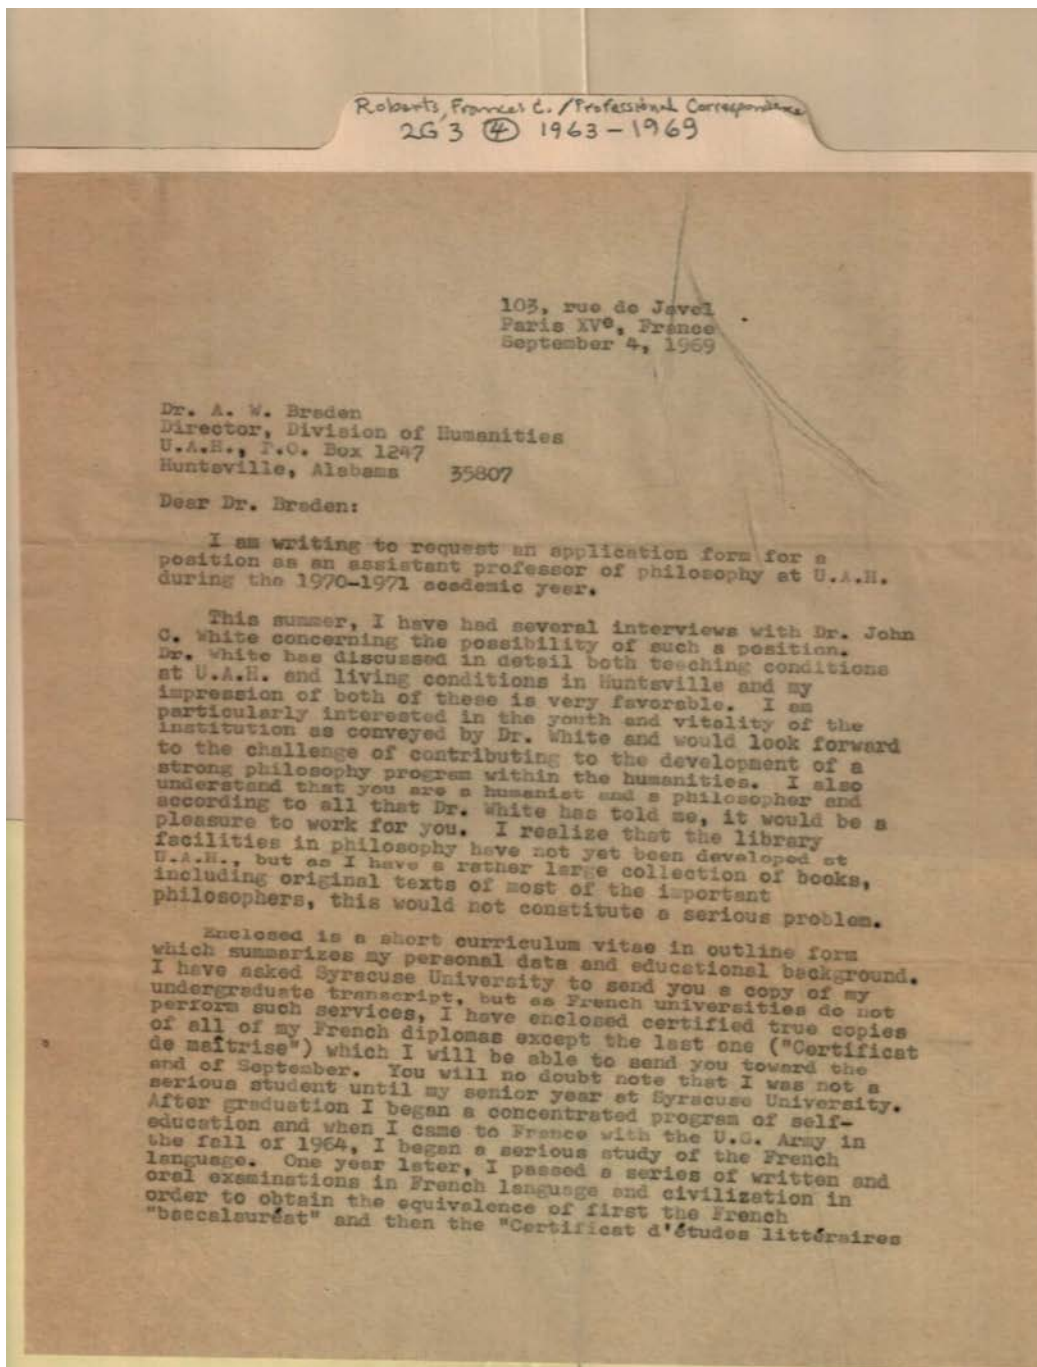 Roberts, Frances C. / Professional Correspondence
2G 3 ④ 1963-1969
103, rue de Javel
Paris XVe, France
September 4, 1969
Dr. A. W. Braden
Director, Division of Humanities
U.A.H., P.O. Box 1247
Huntsville, Alabama 35807
Dear Dr. Braden:
I am writing to request an application form for a
position as an assistant professor of philosophy at U.A.H.
during the 1970-1971 academic year.
This summer, I have had several interviews with Dr. John
C. White concerning the possibility of such a position.
Dr. White has discussed in detail both teaching conditions
at U.A.H. and living conditions in Huntsville and my
impression of both of these is very favorable. I am
particularly interested in the youth and vitality of the
institution as conveyed by Dr. White and would look forward
to the challenge of contributing to the development of a
strong philosophy program within the humanities. I also
understand that you are a humanist and a philosopher and
according to all that Dr. White has told me, it would be a
pleasure to work for you. I realize that the library
facilities in philosophy have not yet been developed at
U.A.H., but as I have a rather large collection of books,
including original texts of most of the important
philosophers, this would not constitute a serious problem.
Enclosed is a short curriculum vitae in outline form
which summarizes my personal data and educational background.
I have asked Syracuse University to send you a copy of my
undergraduate transcript, but as French universities do not
perform such services, I have enclosed certified true copies
of all of my French diplomas except the last one ("Certificat
de maîtrise") which I will be able to send you toward the
end of September. You will no doubt note that I was not a
serious student until my senior year at Syracuse University.
After graduation I began a concentrated program of self-
education and when I came to France with the U.S. Army in
the fall of 1964, I began a serious study of the French
language. One year later, I passed a series of written and
oral examinations in French language and civilization in
order to obtain the equivalence of first the French
"baccalauréat" and then the "Certificat d'études littéraires